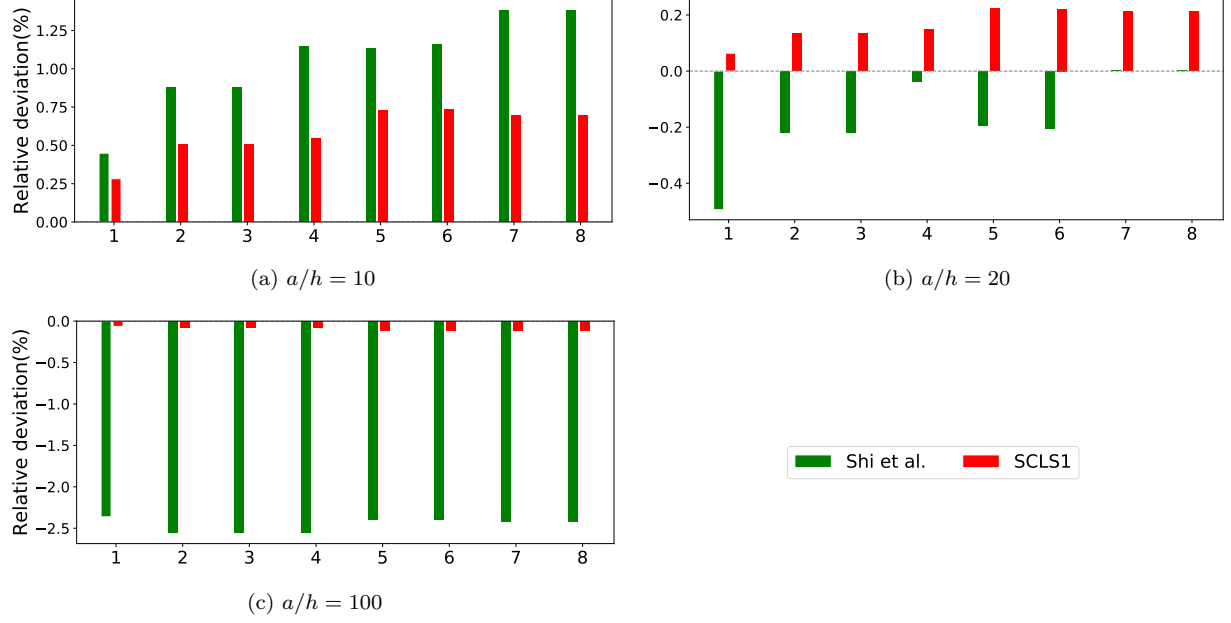 Relative deviation(%)
1.25
1.00
0.75
0.50
0.25
0.00
1 2 3 4 5 6 7 8
(a) a/h = 10
0.2
0.0
−0.2
−0.4
1 2 3 4 5 6 7 8
(b) a/h = 20
Relative deviation(%)
0.0
−0.5
−1.0
−1.5
−2.0
−2.5
1 2 3 4 5 6 7 8
(c) a/h = 100
Shi et al. SCLS1